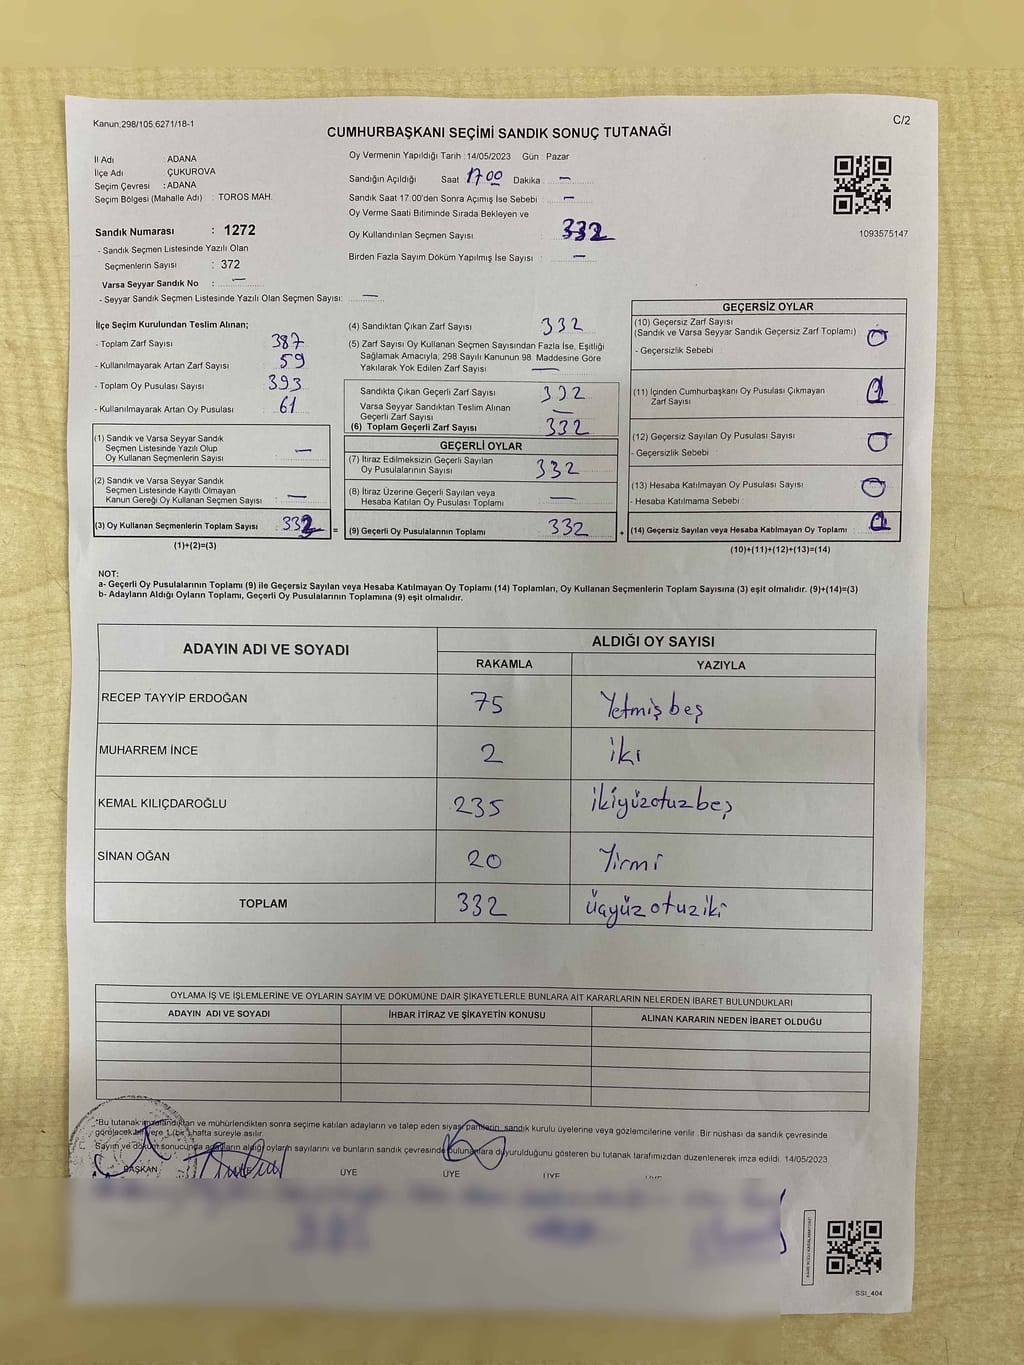 Kanun;298/105;6271/18-1
C/2
CUMHURBAŞKANI SEÇİMİ SANDIK SONUÇ TUTANAĞI
İl Adı : ADANA
İlçe Adı : ÇUKUROVA
Seçim Çevresi : ADANA
Seçim Bölgesi (Mahalle Adı) : TOROS MAH.
Oy Vermenin Yapıldığı Tarih : 14/05/2023 Gün : Pazar
Sandığın Açıldığı Saat 17 00 Dakika : —
Sandık Saat 17.00'den Sonra Açımış İse Sebebi : —
Oy Verme Saati Bitiminde Sırada Bekleyen ve
Oy Kullandırılan Seçmen Sayısı : 332
Birden Fazla Sayım Döküm Yapılmış İse Sayısı : —
1093575147
Sandık Numarası : 1272
- Sandık Seçmen Listesinde Yazılı Olan
Seçmenlerin Sayısı : 372
Varsa Seyyar Sandık No : —
- Seyyar Sandık Seçmen Listesinde Yazılı Olan Seçmen Sayısı: —
İlçe Seçim Kurulundan Teslim Alınan;
- Toplam Zarf Sayısı 387
- Kullanılmayarak Artan Zarf Sayısı 59
- Toplam Oy Pusulası Sayısı 393
- Kullanılmayarak Artan Oy Pusulası 61
(1) Sandık ve Varsa Seyyar Sandık
Seçmen Listesinde Yazılı Olup
Oy Kullanan Seçmenlerin Sayısı —
(2) Sandık ve Varsa Seyyar Sandık
Seçmen Listesinde Kayıtlı Olmayan
Kanun Gereği Oy Kullanan Seçmen Sayısı : —
(3) Oy Kullanan Seçmenlerin Toplam Sayısı 332 =
(1)+(2)=(3)
(4) Sandıktan Çıkan Zarf Sayısı 332
(5) Zarf Sayısı Oy Kullanan Seçmen Sayısından Fazla İse, Eşitliği
Sağlamak Amacıyla, 298 Sayılı Kanunun 98. Maddesine Göre
Yakılarak Yok Edilen Zarf Sayısı —
Sandıkta Çıkan Geçerli Zarf Sayısı 332
Varsa Seyyar Sandıktan Teslim Alınan
Geçerli Zarf Sayısı —
(6) Toplam Geçerli Zarf Sayısı 332
GEÇERLİ OYLAR
(7) İtiraz Edilmeksizin Geçerli Sayılan
Oy Pusulalarının Sayısı 332
(8) İtiraz Üzerine Geçerli Sayılan veya
Hesaba Katılan Oy Pusulası Toplamı —
(9) Geçerli Oy Pusulalarının Toplamı 332 +
GEÇERSİZ OYLAR
(10) Geçersiz Zarf Sayısı
(Sandık ve Varsa Seyyar Sandık Geçersiz Zarf Toplamı) 0
- Geçersizlik Sebebi :
(11) İçinden Cumhurbaşkanı Oy Pusulası Çıkmayan
Zarf Sayısı
(12) Geçersiz Sayılan Oy Pusulası Sayısı 0
- Geçersizlik Sebebi :
(13) Hesaba Katılmayan Oy Pusulası Sayısı 0
- Hesaba Katılmama Sebebi :
(14) Geçersiz Sayılan veya Hesaba Katılmayan Oy Toplamı
(10)+(11)+(12)+(13)=(14)
NOT:
a- Geçerli Oy Pusulalarının Toplamı (9) ile Geçersiz Sayılan veya Hesaba Katılmayan Oy Toplamı (14) Toplamları, Oy Kullanan Seçmenlerin Toplam Sayısına (3) eşit olmalıdır. (9)+(14)=(3)
b- Adayların Aldığı Oyların Toplamı, Geçerli Oy Pusulalarının Toplamına (9) eşit olmalıdır.
ADAYIN ADI VE SOYADI
ALDIĞI OY SAYISI
RAKAMLA YAZIYLA
RECEP TAYYİP ERDOĞAN 75 Yetmiş beş
MUHARREM İNCE 2 iki
KEMAL KILIÇDAROĞLU 235 ikiyüzotuzbeş
SİNAN OĞAN 20 Yirmi
TOPLAM 332 üçyüz otuziki
OYLAMA İŞ VE İŞLEMLERİNE VE OYLARIN SAYIM VE DÖKÜMÜNE DAİR ŞİKAYETLERLE BUNLARA AİT KARARLARIN NELERDEN İBARET BULUNDUKLARI
ADAYIN ADI VE SOYADI İHBAR İTİRAZ VE ŞİKAYETİN KONUSU ALINAN KARARIN NEDEN İBARET OLDUĞU
"Bu tutanak imzalandıktan ve mühürlendikten sonra seçime katılan adayların ve talep eden siyasi partilerin, sandık kurulu üyelerine veya gözlemcilerine verilir. Bir nüshası da sandık çevresinde
görülecek bir yere 1 (bir) hafta süreyle asılır.
Sayım ve döküm sonucunda adayların aldığı oyların sayılarını ve bunların sandık çevresinde bulunanlara duyurulduğunu gösteren bu tutanak tarafımızdan düzenlenerek imza edildi. 14/05/2023
BAŞKAN ÜYE ÜYE ÜYE ÜYE
SSI_404